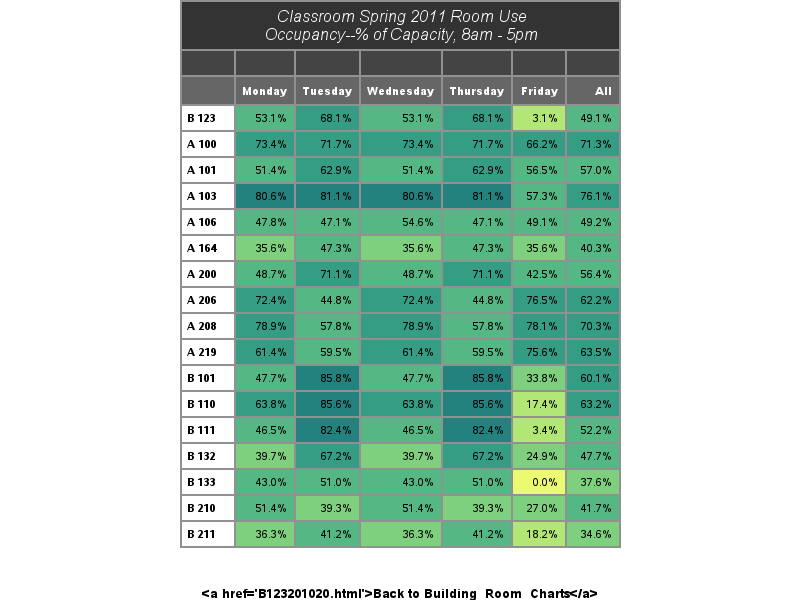 Classroom Spring 2011 Room Use
Occupancy--% of Capacity, 8am - 5pm
Monday Tuesday Wednesday Thursday Friday All
B 123 53.1% 68.1% 53.1% 68.1% 3.1% 49.1%
A 100 73.4% 71.7% 73.4% 71.7% 66.2% 71.3%
A 101 51.4% 62.9% 51.4% 62.9% 56.5% 57.0%
A 103 80.6% 81.1% 80.6% 81.1% 57.3% 76.1%
A 106 47.8% 47.1% 54.6% 47.1% 49.1% 49.2%
A 164 35.6% 47.3% 35.6% 47.3% 35.6% 40.3%
A 200 48.7% 71.1% 48.7% 71.1% 42.5% 56.4%
A 206 72.4% 44.8% 72.4% 44.8% 76.5% 62.2%
A 208 78.9% 57.8% 78.9% 57.8% 78.1% 70.3%
A 219 61.4% 59.5% 61.4% 59.5% 75.6% 63.5%
B 101 47.7% 85.8% 47.7% 85.8% 33.8% 60.1%
B 110 63.8% 85.6% 63.8% 85.6% 17.4% 63.2%
B 111 46.5% 82.4% 46.5% 82.4% 3.4% 52.2%
B 132 39.7% 67.2% 39.7% 67.2% 24.9% 47.7%
B 133 43.0% 51.0% 43.0% 51.0% 0.0% 37.6%
B 210 51.4% 39.3% 51.4% 39.3% 27.0% 41.7%
B 211 36.3% 41.2% 36.3% 41.2% 18.2% 34.6%
<a href='B123201020.html'>Back to Building_Room_Charts</a>